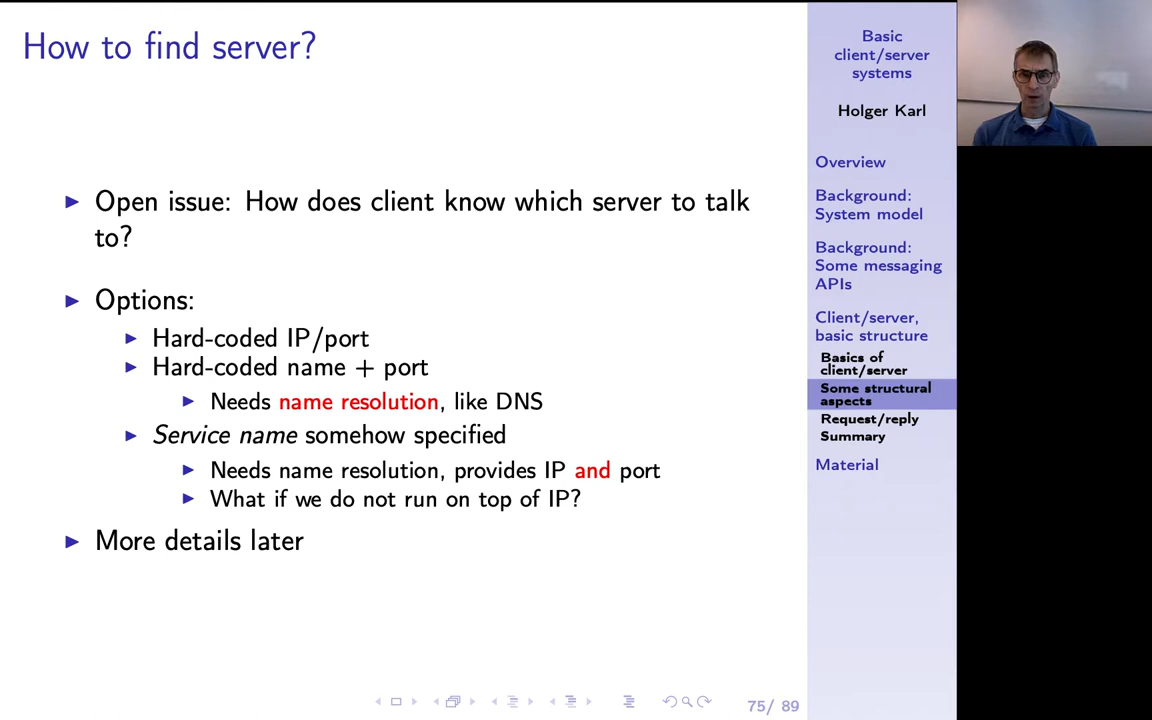 How to find server?
Open issue: How does client know which server to talk
to?
Options:
Hard-coded IP/port
Hard-coded name + port
Needs name resolution, like DNS
Service name somehow specified
Needs name resolution, provides IP and port
What if we do not run on top of IP?
More details later
75/ 89
Basic
client/server
systems
Holger Karl
Overview
Background:
System model
Background:
Some messaging
APIs
Client/server,
basic structure
Basics of
client/server
Some structural
aspects
Request/reply
Summary
Material